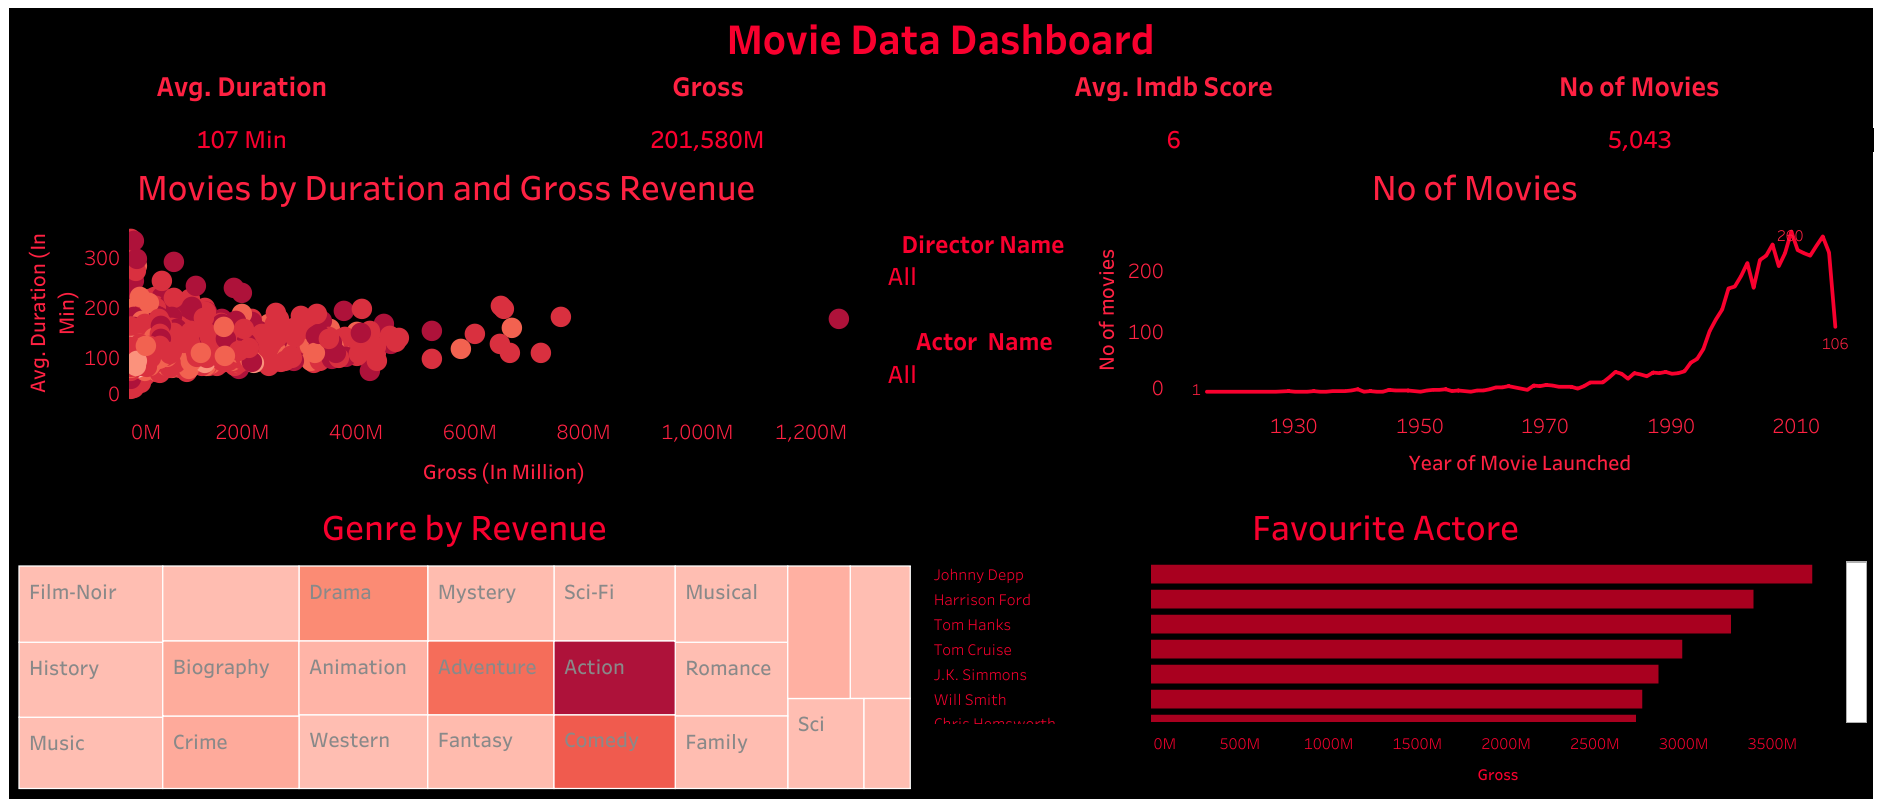 Movie Data Dashboard
Avg. Duration
Gross
Avg. Imdb Score
No of Movies
107 Min
201,580M
6
5,043
Movies by Duration and Gross Revenue
Avg. Duration (In
Min)
300
200
100
0
0M 200M 400M 600M 800M 1,000M 1,200M
Gross (In Million)
Director Name
All
Actor Name
All
No of Movies
No of movies
200
100
0
1
260
106
1930 1950 1970 1990 2010
Year of Movie Launched
Genre by Revenue
Film-Noir
Drama
Mystery
Sci-Fi
Musical
History
Biography
Animation
Adventure
Action
Romance
Music
Crime
Western
Fantasy
Comedy
Family
Sci
Favourite Actore
Johnny Depp
Harrison Ford
Tom Hanks
Tom Cruise
J.K. Simmons
Will Smith
Chris Hemsworth
0M 500M 1000M 1500M 2000M 2500M 3000M 3500M
Gross